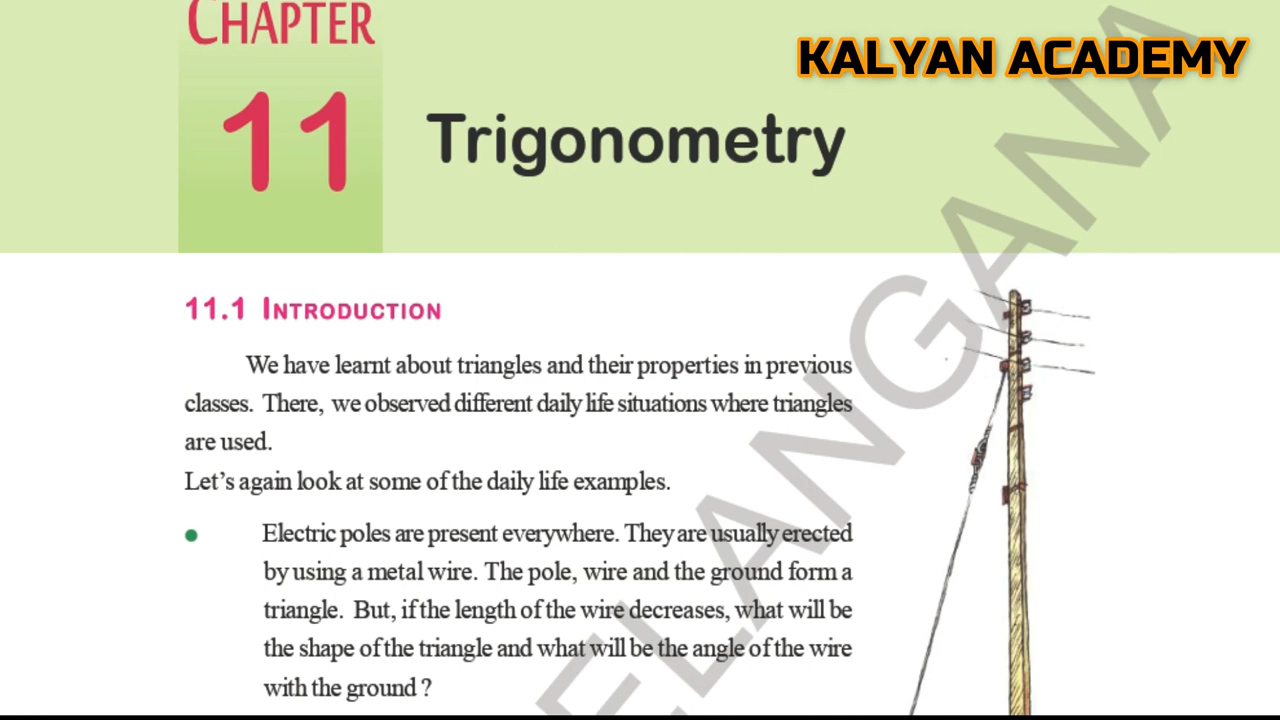 CHAPTER
KALYAN ACADEMY
11
Trigonometry
11.1 INTRODUCTION
We have learnt about triangles and their properties in previous
classes. There, we observed different daily life situations where triangles
are used.
Let's again look at some of the daily life examples.
Electric poles are present everywhere. They are usually erected
by using a metal wire. The pole, wire and the ground form a
triangle. But, if the length of the wire decreases, what will be
the shape of the triangle and what will be the angle of the wire
with the ground ?
ELANGANA